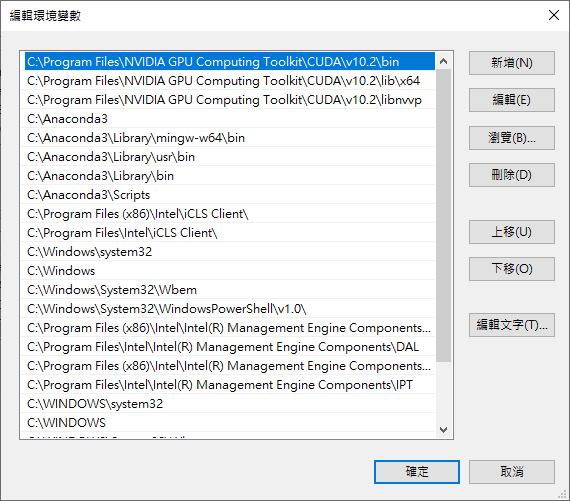 編輯環境變數
C:\Program Files\NVIDIA GPU Computing Toolkit\CUDA\v10.2\bin
C:\Program Files\NVIDIA GPU Computing Toolkit\CUDA\v10.2\lib\x64
C:\Program Files\NVIDIA GPU Computing Toolkit\CUDA\v10.2\libnvvp
C:\Anaconda3
C:\Anaconda3\Library\mingw-w64\bin
C:\Anaconda3\Library\usr\bin
C:\Anaconda3\Library\bin
C:\Anaconda3\Scripts
C:\Program Files (x86)\Intel\iCLS Client\
C:\Program Files\Intel\iCLS Client\
C:\Windows\system32
C:\Windows
C:\Windows\System32\Wbem
C:\Windows\System32\WindowsPowerShell\v1.0\
C:\Program Files (x86)\Intel\Intel(R) Management Engine Components...
C:\Program Files\Intel\Intel(R) Management Engine Components\DAL
C:\Program Files (x86)\Intel\Intel(R) Management Engine Components...
C:\Program Files\Intel\Intel(R) Management Engine Components\IPT
C:\WINDOWS\system32
C:\WINDOWS
新增(N)
編輯(E)
瀏覽(B)...
刪除(D)
上移(U)
下移(O)
編輯文字(T)...
確定
取消